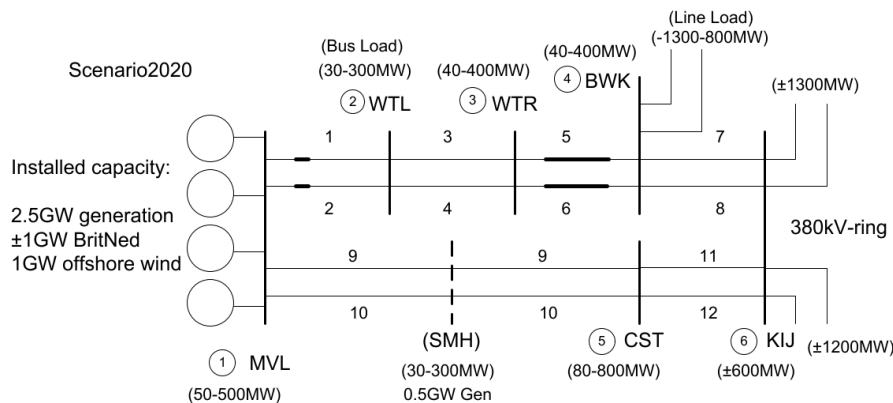 Scenario2020
(Bus Load)
(30-300MW)
2 WTL
(40-400MW)
3 WTR
(40-400MW)
4 BWK
(Line Load)
(-1300-800MW)
(±1300MW)
1
3
5
7
Installed capacity:
2.5GW generation
±1GW BritNed
1GW offshore wind
2
4
6
8
380kV-ring
9
9
11
10
10
12
1 MVL
(50-500MW)
(SMH)
(30-300MW)
0.5GW Gen
5 CST
(80-800MW)
6 KIJ
(±600MW)
(±1200MW)